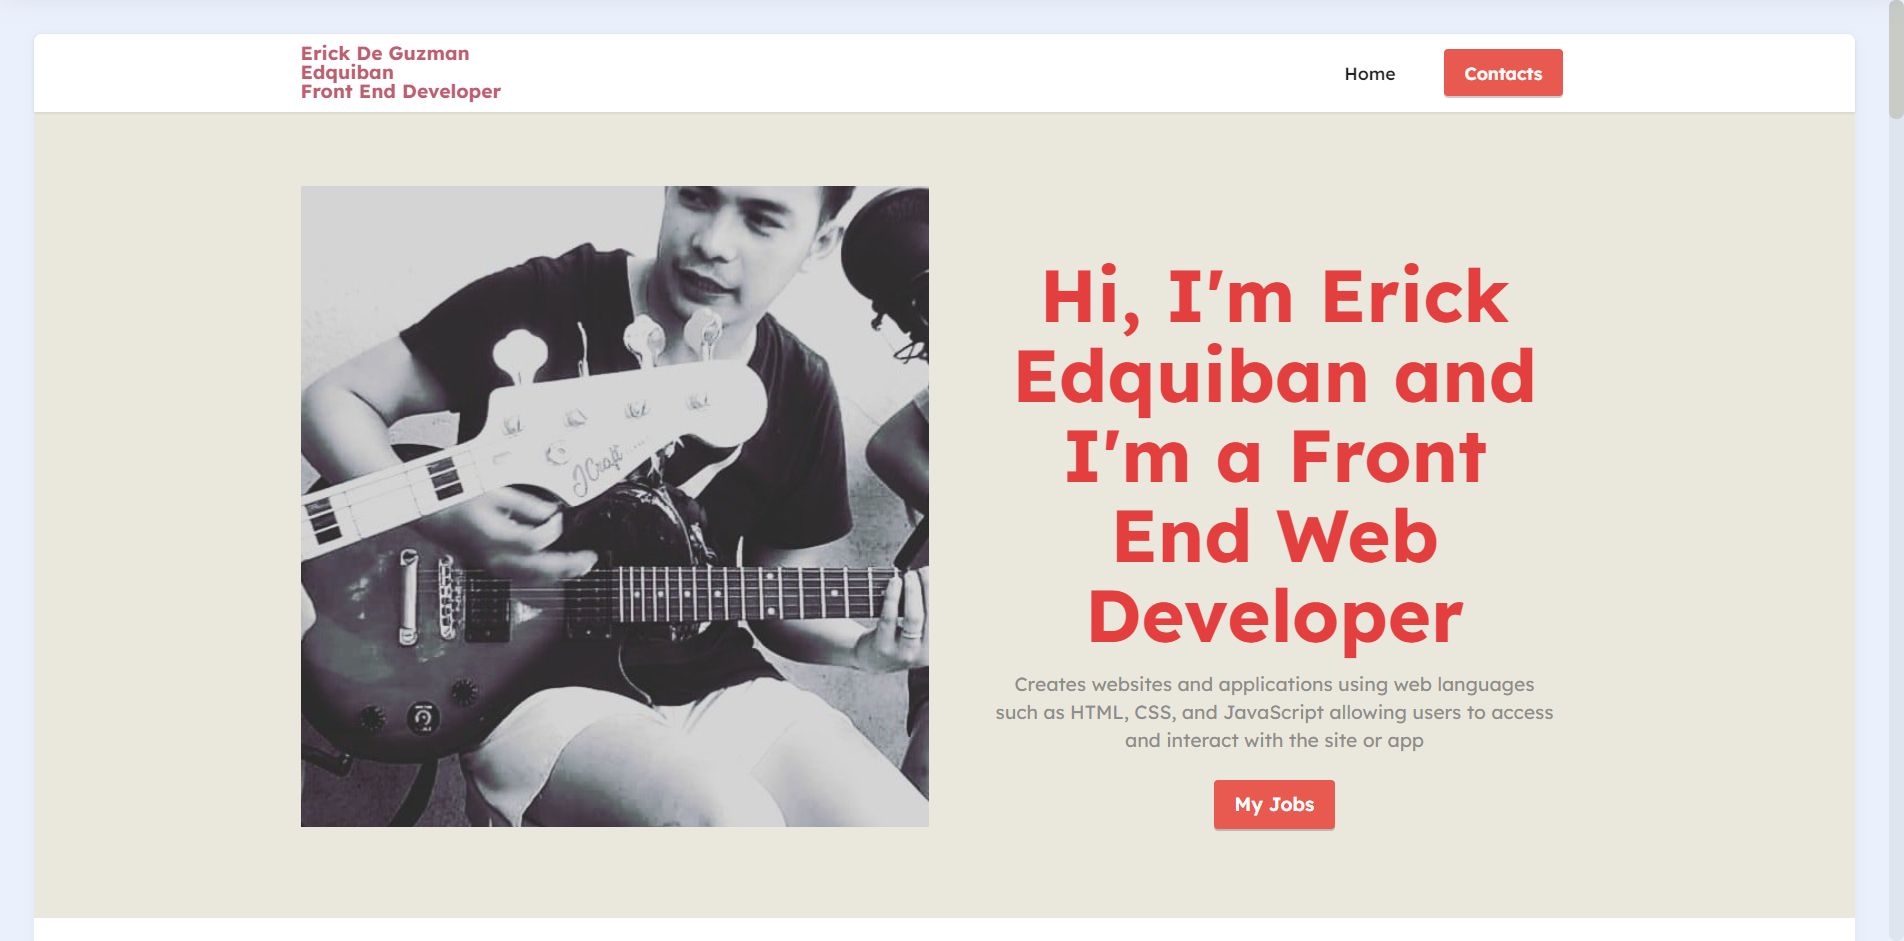 Erick De Guzman
Edquiban
Front End Developer
Home
Contacts
JCraft
Hi, I'm Erick
Edquiban and
I'm a Front
End Web
Developer
Creates websites and applications using web languages
such as HTML, CSS, and JavaScript allowing users to access
and interact with the site or app
My Jobs